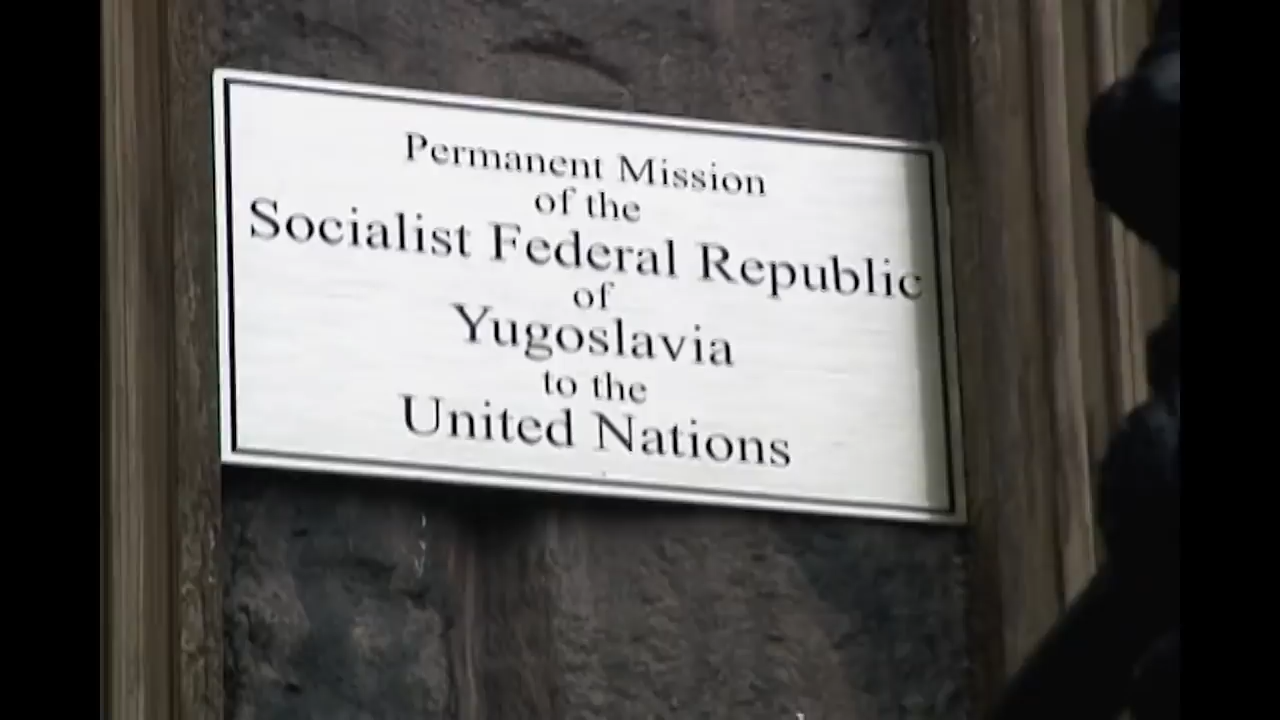 Permanent Mission
of the
Socialist Federal Republic
of
Yugoslavia
to the
United Nations